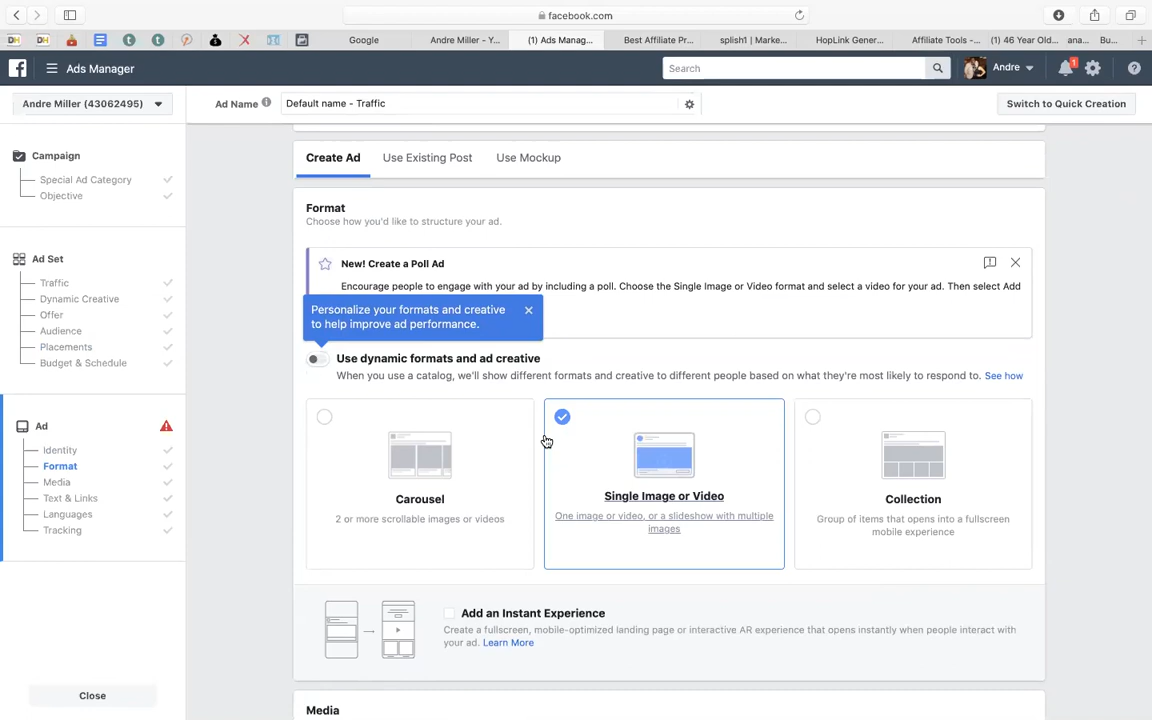 facebook.com
DH
DH
Google
Andre Miller - Y...
(1) Ads Manag...
Best Affiliate Pr...
splish1 | Marke...
HopLink Gener...
Affiliate Tools -...
(1) 46 Year Old...
ana...
Bu...
Ads Manager
Search
Andre
1
Andre Miller (43062495)
Ad Name
Default name - Traffic
Switch to Quick Creation
Campaign
Special Ad Category
Objective
Ad Set
Traffic
Dynamic Creative
Offer
Audience
Placements
Budget & Schedule
Ad
Identity
Format
Media
Text & Links
Languages
Tracking
Close
Create Ad
Use Existing Post
Use Mockup
Format
Choose how you'd like to structure your ad.
New! Create a Poll Ad
Encourage people to engage with your ad by including a poll. Choose the Single Image or Video format and select a video for your ad. Then select Add
Personalize your formats and creative
to help improve ad performance.
Use dynamic formats and ad creative
When you use a catalog, we'll show different formats and creative to different people based on what they're most likely to respond to. See how
Carousel
2 or more scrollable images or videos
Single Image or Video
One image or video, or a slideshow with multiple
images
Collection
Group of items that opens into a fullscreen
mobile experience
Add an Instant Experience
Create a fullscreen, mobile-optimized landing page or interactive AR experience that opens instantly when people interact with
your ad. Learn More
Media